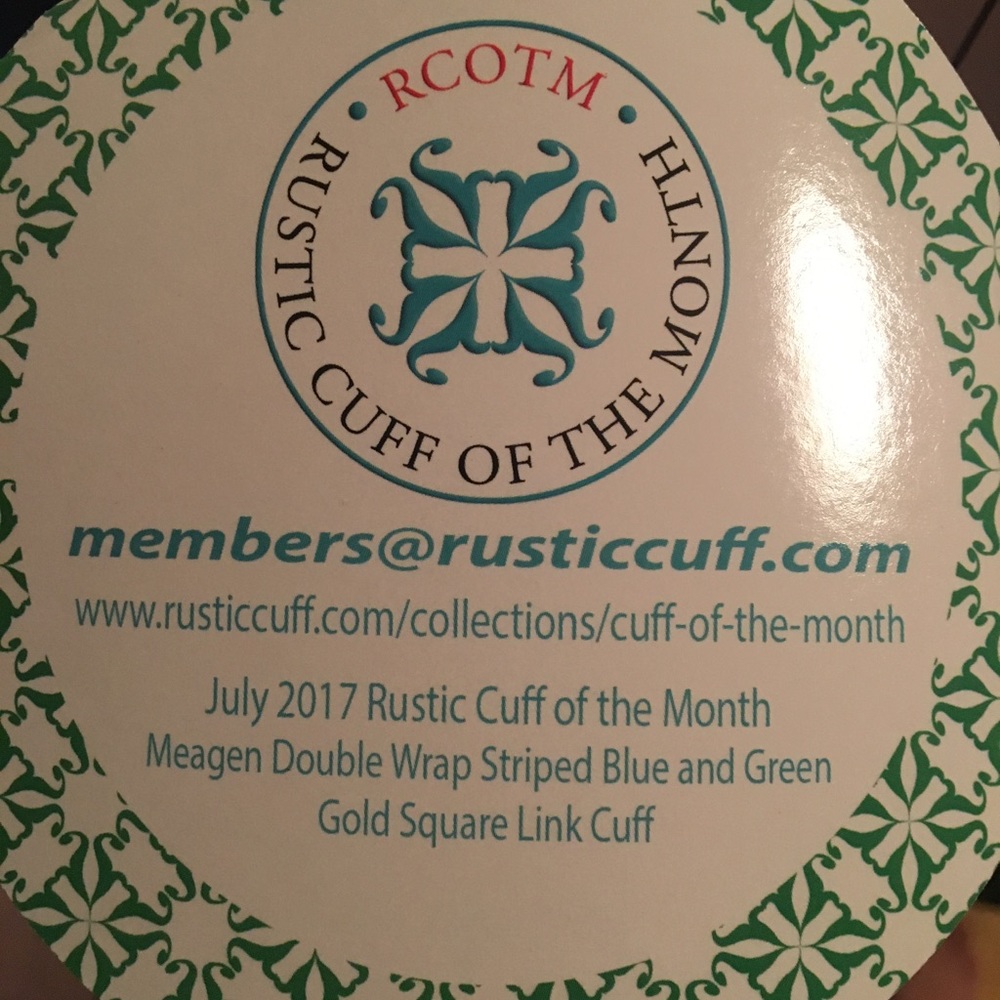 RCOTM
RUSTIC CUFF OF THE MONTH
members@rusticcuff.com
www.rusticcuff.com/collections/cuff-of-the-month
July 2017 Rustic Cuff of the Month
Meagen Double Wrap Striped Blue and Green
Gold Square Link Cuff